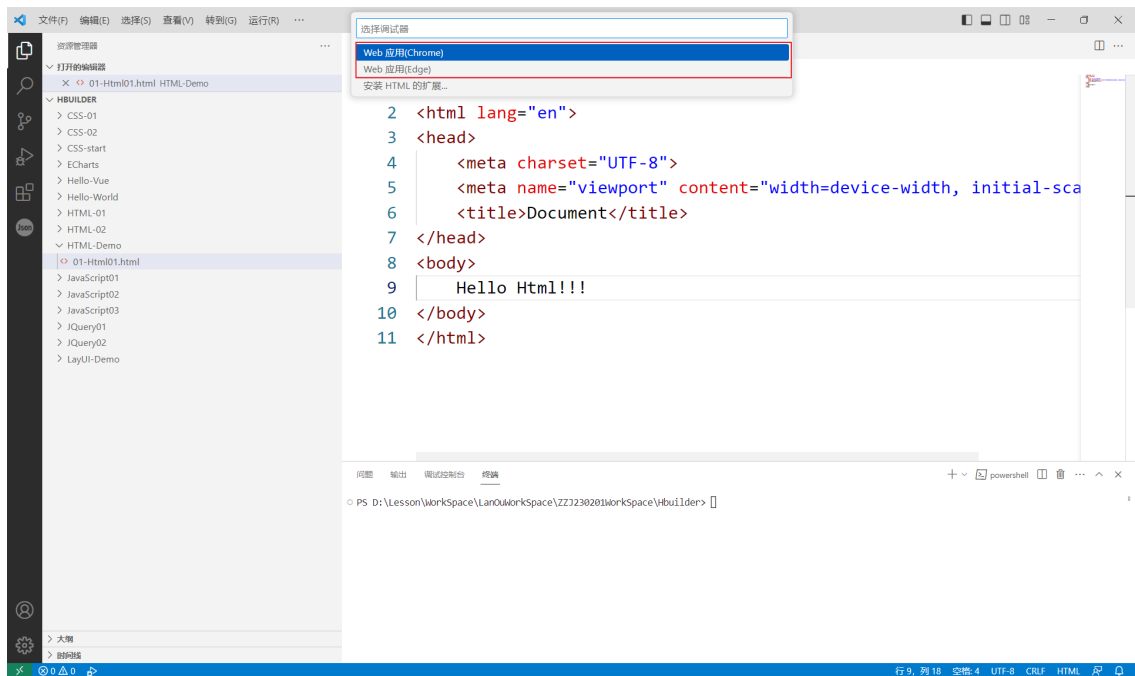 文件(F) 编辑(E) 选择(S) 查看(V) 转到(G) 运行(R) ···
选择调试器
Web 应用(Chrome)
Web 应用(Edge)
安装 HTML 的扩展...
资源管理器
打开的编辑器
01-Html01.html HTML-Demo
HBUILDER
CSS-01
CSS-02
CSS-start
ECharts
Hello-Vue
Hello-World
HTML-01
HTML-02
HTML-Demo
01-Html01.html
JavaScript01
JavaScript02
JavaScript03
JQuery01
JQuery02
LayUI-Demo
大纲
时间线
Json
2 <html lang="en">
3 <head>
4 <meta charset="UTF-8">
5 <meta name="viewport" content="width=device-width, initial-sca
6 <title>Document</title>
7 </head>
8 <body>
9 Hello Html!!!
10 </body>
11 </html>
问题 输出 调试控制台 终端 powershell
PS D:\Lesson\WorkSpace\LanOuWorkSpace\ZZJ230201WorkSpace\Hbuilder>
0 0 行 9, 列 18 空格: 4 UTF-8 CRLF HTML